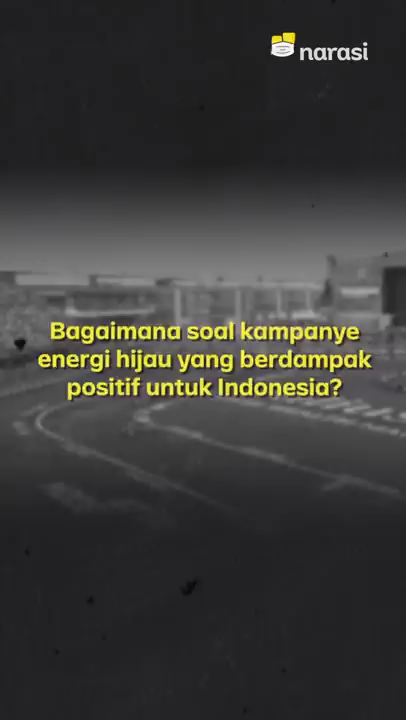 narasi
Bagaimana soal kampanye
energi hijau yang berdampak
positif untuk Indonesia?